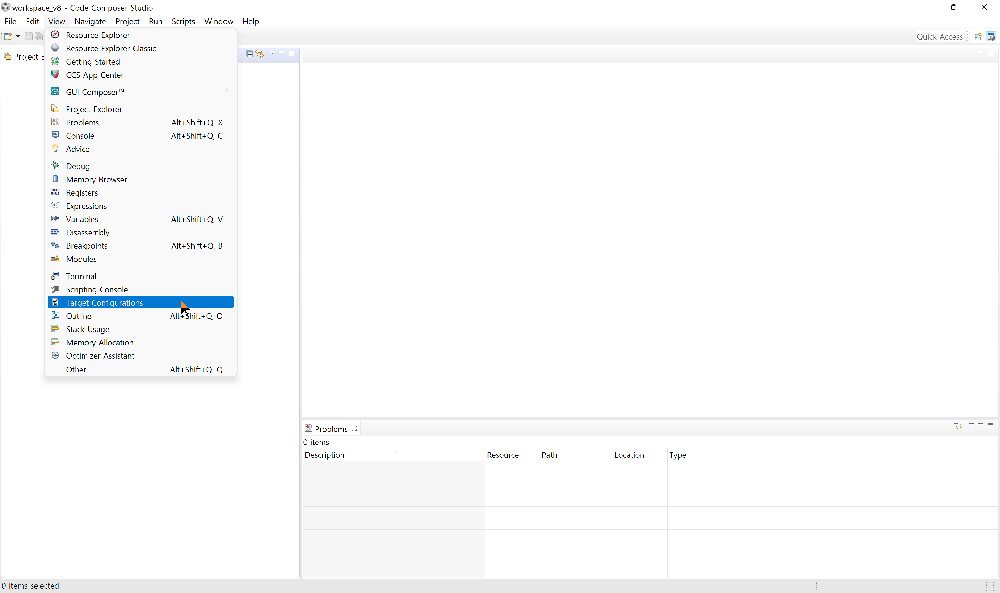 workspace_v8 - Code Composer Studio
File Edit View Navigate Project Run Scripts Window Help
Quick Access
Project E
Resource Explorer
Resource Explorer Classic
Getting Started
CCS App Center
GUI Composer™
Project Explorer
Problems Alt+Shift+Q, X
Console Alt+Shift+Q, C
Advice
Debug
Memory Browser
Registers
Expressions
Variables Alt+Shift+Q, V
Disassembly
Breakpoints Alt+Shift+Q, B
Modules
Terminal
Scripting Console
Target Configurations
Outline Alt+Shift+Q, O
Stack Usage
Memory Allocation
Optimizer Assistant
Other... Alt+Shift+Q, Q
Problems
0 items
Description Resource Path Location Type
0 items selected